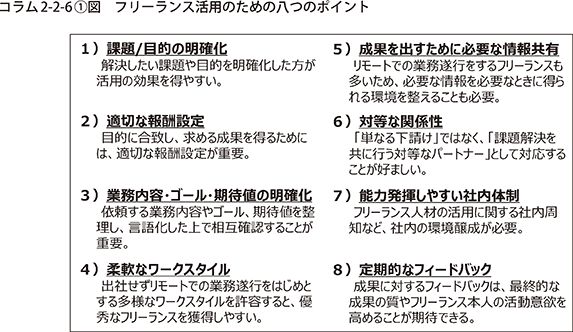 コラム2-2-6①図　フリーランス活用のための八つのポイント
1）課題/目的の明確化
解決したい課題や目的を明確化した方が
活用の効果を得やすい。
2）適切な報酬設定
目的に合致し、求める成果を得るために
は、適切な報酬設定が重要。
3）業務内容・ゴール・期待値の明確化
依頼する業務内容やゴール、期待値を整
理し、言語化した上で相互確認することが
重要。
4）柔軟なワークスタイル
出社せずリモートでの業務遂行をはじめと
する多様なワークスタイルを許容すると、優
秀なフリーランスを獲得しやすい。
5）成果を出すために必要な情報共有
リモートでの業務遂行をするフリーランスも
多いため、必要な情報を必要なときに得ら
れる環境を整えることも必要。
6）対等な関係性
「単なる下請け」ではなく、「課題解決を
共に行う対等なパートナー」として対応する
ことが好ましい。
7）能力発揮しやすい社内体制
フリーランス人材の活用に関する社内周
知など、社内の環境醸成が必要。
8）定期的なフィードバック
成果に対するフィードバックは、最終的な
成果の質やフリーランス本人の活動意欲を
高めることが期待できる。